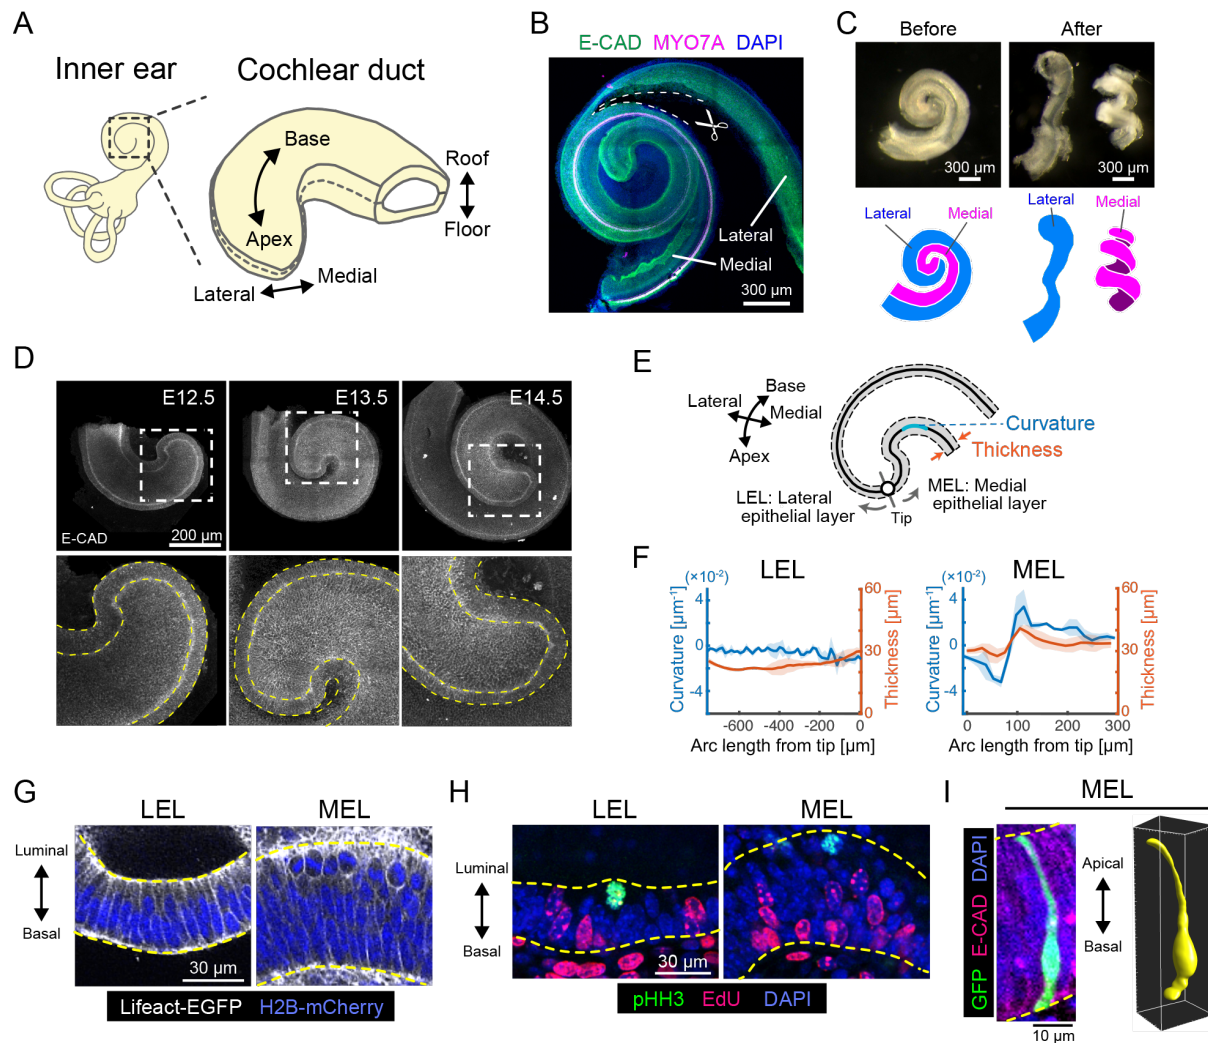 A
Inner ear
Cochlear duct
Base
Apex
Roof
Floor
Medial
Lateral
B
E-CAD MYO7A DAPI
Lateral
Medial
300 µm
C
Before
After
300 µm
300 µm
Lateral
Medial
Lateral
Medial
D
E12.5
E13.5
E14.5
E-CAD
200 µm
E
Base
Lateral
Medial
Apex
Curvature
Thickness
LEL: Lateral
epithelial layer
Tip
MEL: Medial
epithelial layer
F
(×10⁻²)
LEL
Curvature [µm⁻¹]
4
0
-4
60
30
0
Thickness [µm]
-600
-400
-200
0
Arc length from tip [µm]
(×10⁻²)
MEL
Curvature [µm⁻¹]
4
0
-4
60
30
0
Thickness [µm]
0
100
200
300
Arc length from tip [µm]
G
LEL
MEL
Luminal
Basal
30 µm
Lifeact-EGFP H2B-mCherry
H
LEL
MEL
Luminal
Basal
30 µm
pHH3 EdU DAPI
I
MEL
GFP E-CAD DAPI
Apical
Basal
10 µm